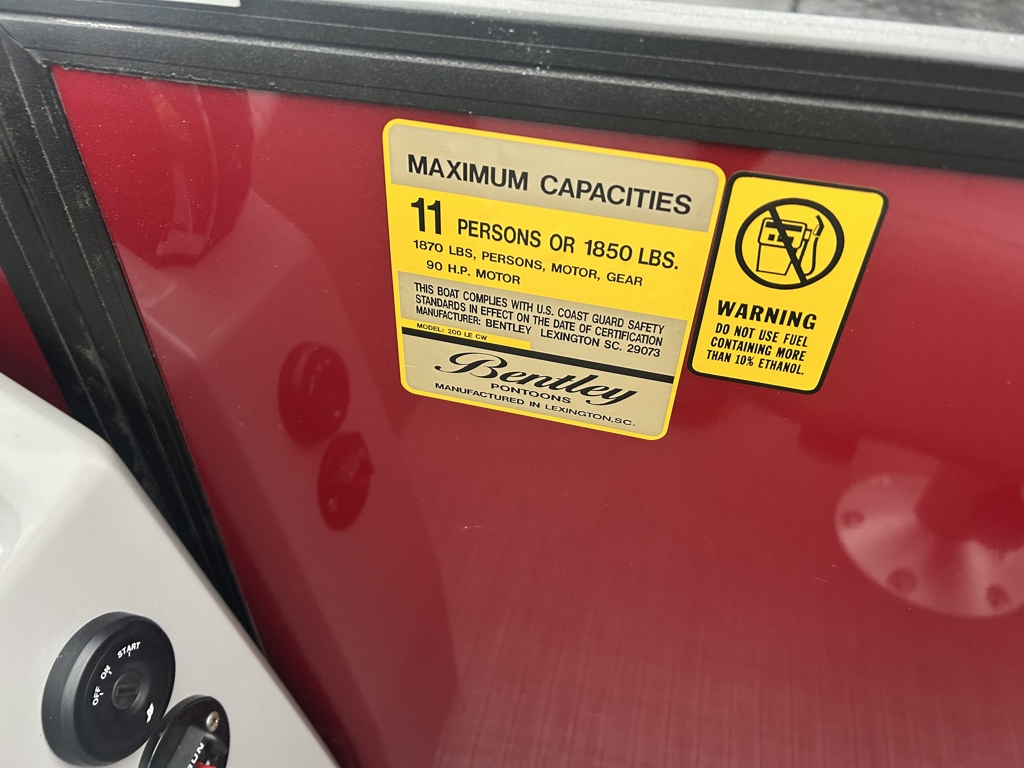 MAXIMUM CAPACITIES
11 PERSONS OR 1850 LBS.
1870 LBS, PERSONS, MOTOR, GEAR
90 H.P. MOTOR
THIS BOAT COMPLIES WITH U.S. COAST GUARD SAFETY
STANDARDS IN EFFECT ON THE DATE OF CERTIFICATION
MANUFACTURER: BENTLEY LEXINGTON SC. 29073
MODEL: 200 LE CW
Bentley
PONTOONS
MANUFACTURED IN LEXINGTON,SC.
WARNING
DO NOT USE FUEL
CONTAINING MORE
THAN 10% ETHANOL.
OFF ON START